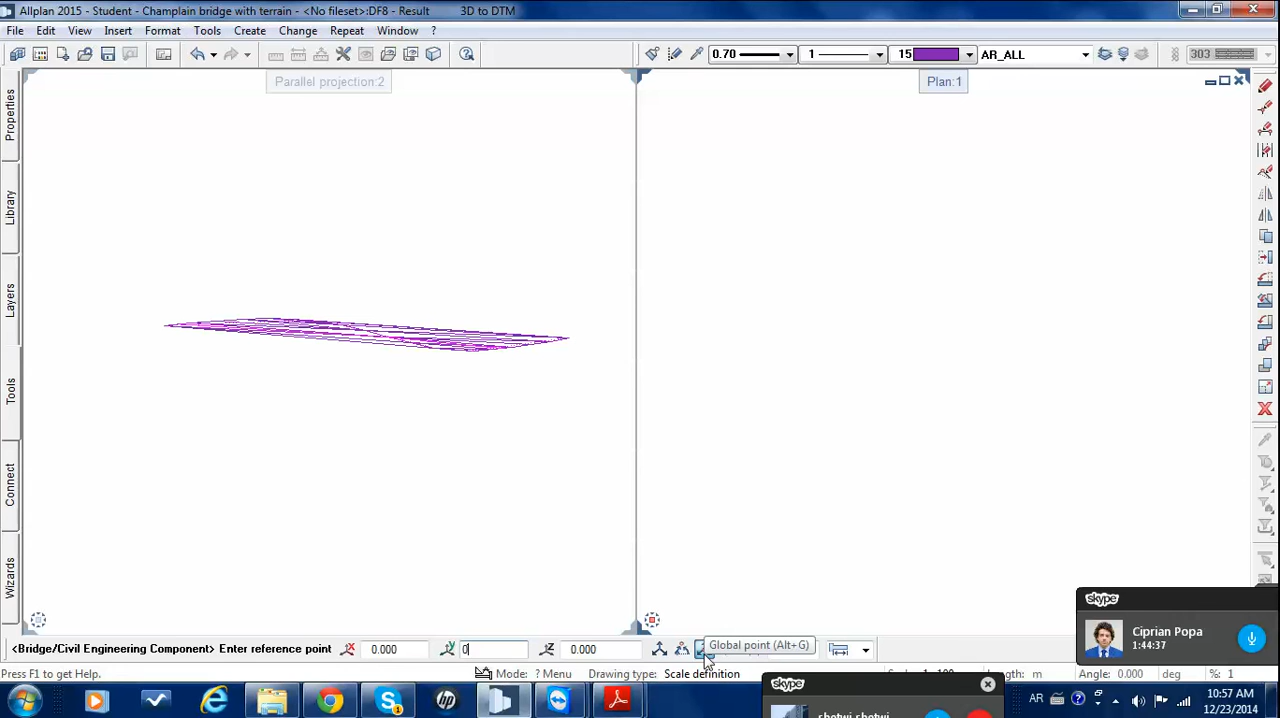 Allplan 2015 - Student - Champlain bridge with terrain - <No fileset>:DF8 - Result 3D to DTM
File Edit View Insert Format Tools Create Change Repeat Window ?
0.70 1 15 AR_ALL 303
Parallel projection:2
Plan:1
Properties
Library
Layers
Tools
Connect
Wizards
skype
Ciprian Popa
1:44:37
Global point (Alt+G)
<Bridge/Civil Engineering Component> Enter reference point 0.000 0 0.000
Press F1 to get Help. Mode: ? Menu Drawing type: Scale definition Length: m Angle: 0.000 deg %: 1
skype
AR 10:57 AM
12/23/2014